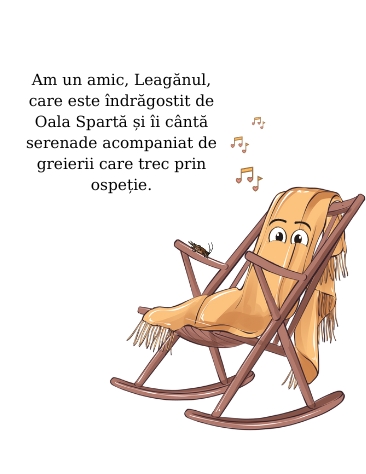 Am un amic, Leagănul,
care este îndrăgostit de
Oala Spartă și îi cântă
serenade acompaniat de
greierii care trec prin
ospeție.